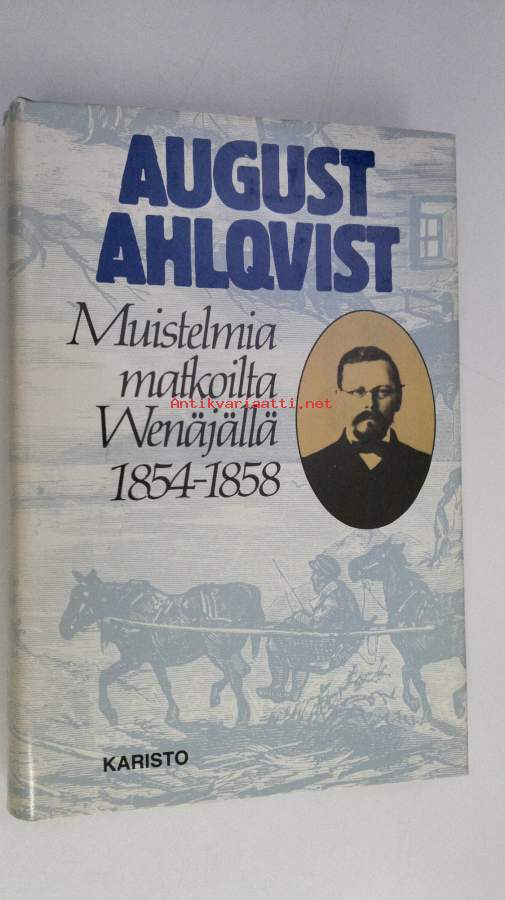 AUGUST
AHLQVIST
Muistelmia
matkoilta
Antikvariaatti.net
Wenäjällä
1854-1858
KARISTO